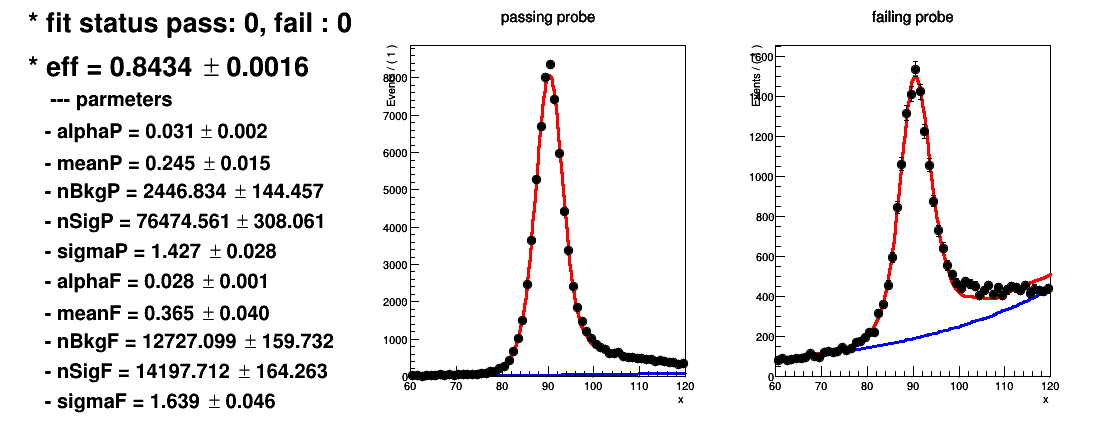 * fit status pass: 0, fail : 0
* eff = 0.8434 ± 0.0016
--- parmeters
- alphaP = 0.031 ± 0.002
- meanP = 0.245 ± 0.015
- nBkgP = 2446.834 ± 144.457
- nSigP = 76474.561 ± 308.061
- sigmaP = 1.427 ± 0.028
- alphaF = 0.028 ± 0.001
- meanF = 0.365 ± 0.040
- nBkgF = 12727.099 ± 159.732
- nSigF = 14197.712 ± 164.263
- sigmaF = 1.639 ± 0.046
passing probe
Events / ( 1 )
8000
7000
6000
5000
4000
3000
2000
1000
0
60 70 80 90 100 110 120
x
failing probe
Events / ( 1 )
1600
1400
1200
1000
800
600
400
200
0
60 70 80 90 100 110 120
x